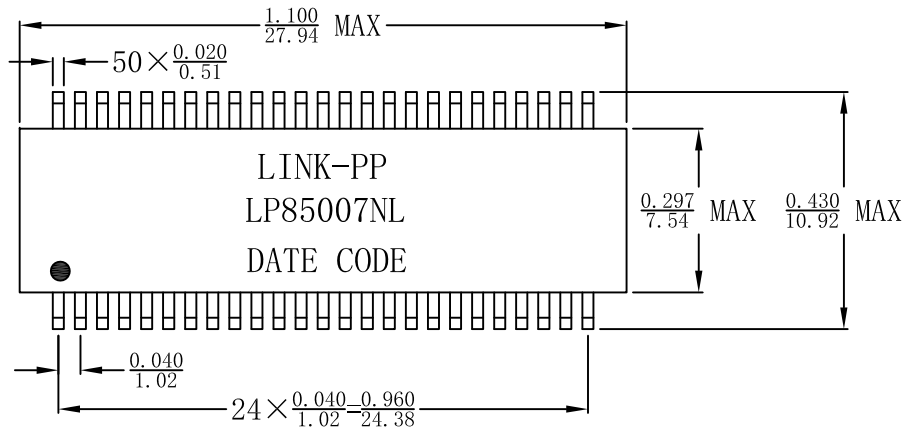 1.100
27.94 MAX
50×0.020
0.51
LINK-PP
LP85007NL
DATE CODE
0.297
7.54 MAX
0.430
10.92 MAX
0.040
1.02
24×0.040=0.960
1.02 24.38